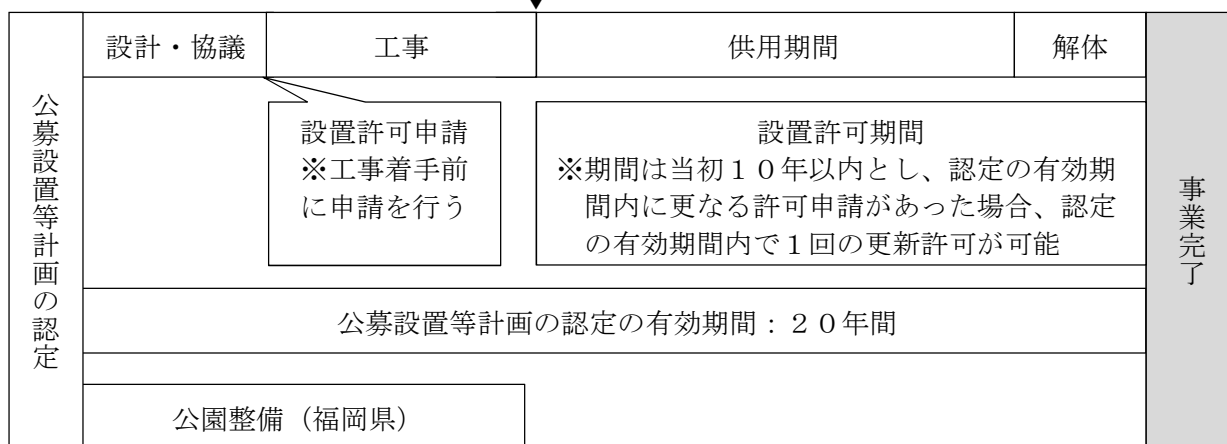 公募設置等計画の認定
設計・協議
工事
供用期間
解体
設置許可申請
※工事着手前
に申請を行う
設置許可期間
※期間は当初１０年以内とし、認定の有効期
間内に更なる許可申請があった場合、認定
の有効期間内で１回の更新許可が可能
公募設置等計画の認定の有効期間：２０年間
公園整備（福岡県）
事業完了